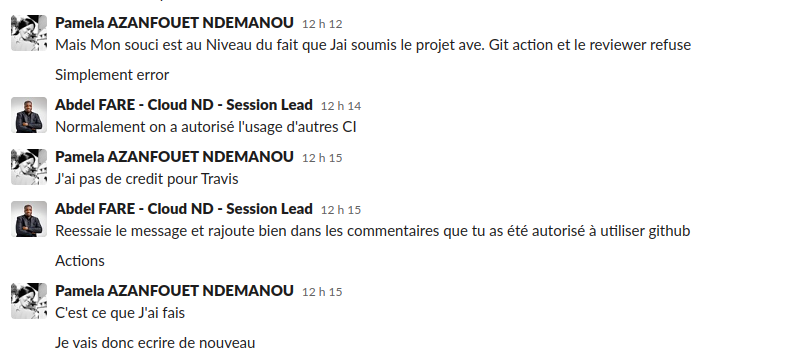 Pamela AZANFOUET NDEMANOU 12 h 12
Mais Mon souci est au Niveau du fait que Jai soumis le projet ave. Git action et le reviewer refuse
Simplement error
Abdel FARE - Cloud ND - Session Lead 12 h 14
Normalement on a autorisé l'usage d'autres CI
Pamela AZANFOUET NDEMANOU 12 h 15
J'ai pas de credit pour Travis
Abdel FARE - Cloud ND - Session Lead 12 h 15
Reessaie le message et rajoute bien dans les commentaires que tu as été autorisé à utiliser github
Actions
Pamela AZANFOUET NDEMANOU 12 h 15
C'est ce que J'ai fais
Je vais donc ecrire de nouveau